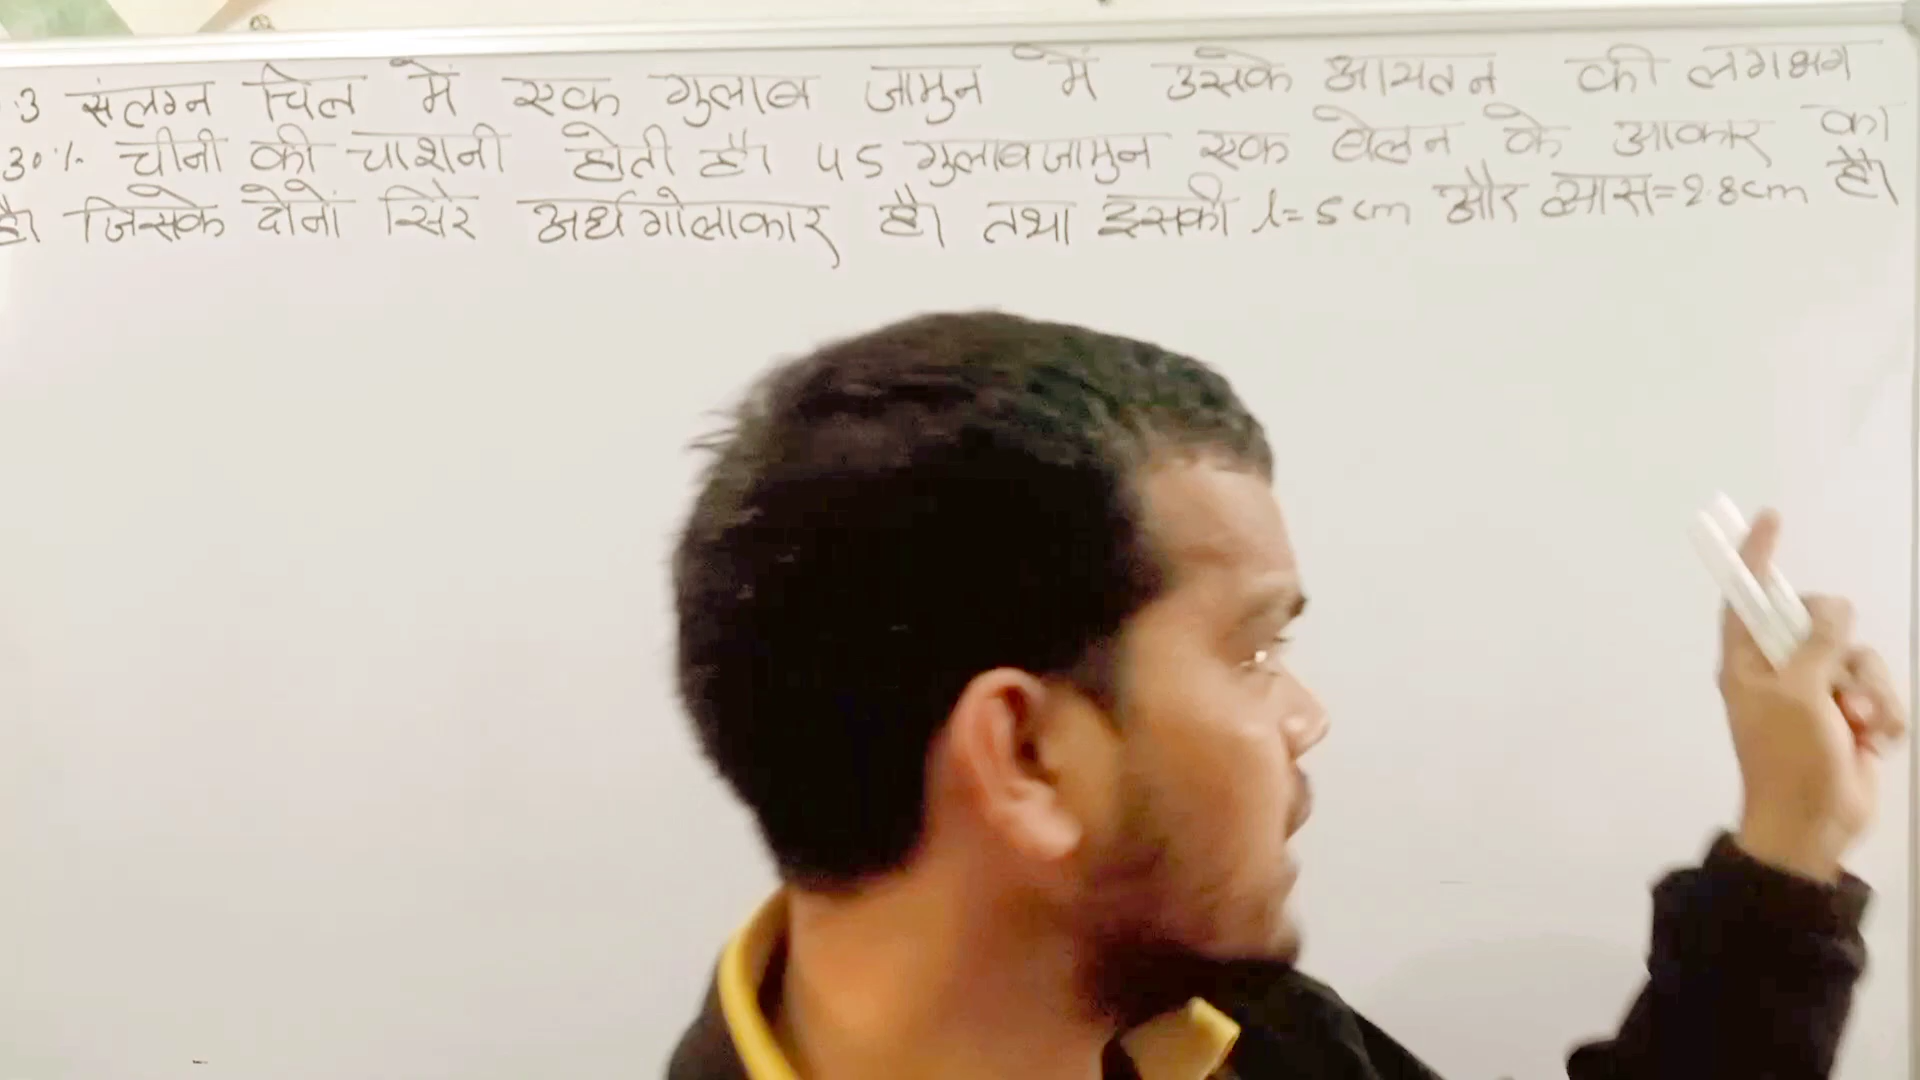 .3 संलग्न चित्र में एक गुलाब जामुन में उसके आयतन की लगभग
30% चीनी की चाशनी होती है। 45 गुलाबजामुन एक बेलन के आकार का
है। जिसके दोनों सिरे अर्धगोलाकार है। तथा इसकी l=5cm और व्यास=2.8cm है।